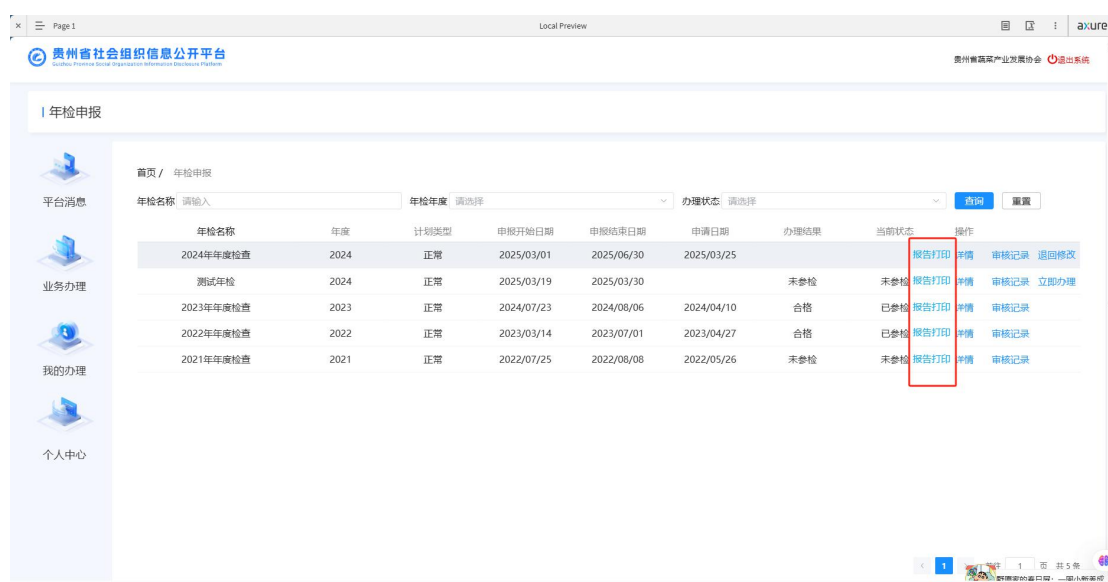 × Page 1 Local Preview axure
贵州省社会组织信息公开平台
Guizhou Province Social Organization Information Disclosure Platform
贵州省蔬菜产业发展协会 退出系统
年检申报
平台消息
业务办理
我的办理
个人中心
首页 / 年检申报
年检名称 请输入 年检年度 请选择 办理状态 请选择 查询 重置
年检名称 年度 计划类型 申报开始日期 申报结束日期 申请日期 办理结果 当前状态 操作
2024年年度检查 2024 正常 2025/03/01 2025/06/30 2025/03/25 报告打印 详情 审核记录 退回修改
测试年检 2024 正常 2025/03/19 2025/03/30 未参检 未参检 报告打印 详情 审核记录 立即办理
2023年年度检查 2023 正常 2024/07/23 2024/08/06 2024/04/10 合格 已参检 报告打印 详情 审核记录
2022年年度检查 2022 正常 2023/03/14 2023/07/01 2023/04/27 合格 已参检 报告打印 详情 审核记录
2021年年度检查 2021 正常 2022/07/25 2022/08/08 2022/05/26 未参检 未参检 报告打印 详情 审核记录
< 1 > 前往 1 页 共 5 条